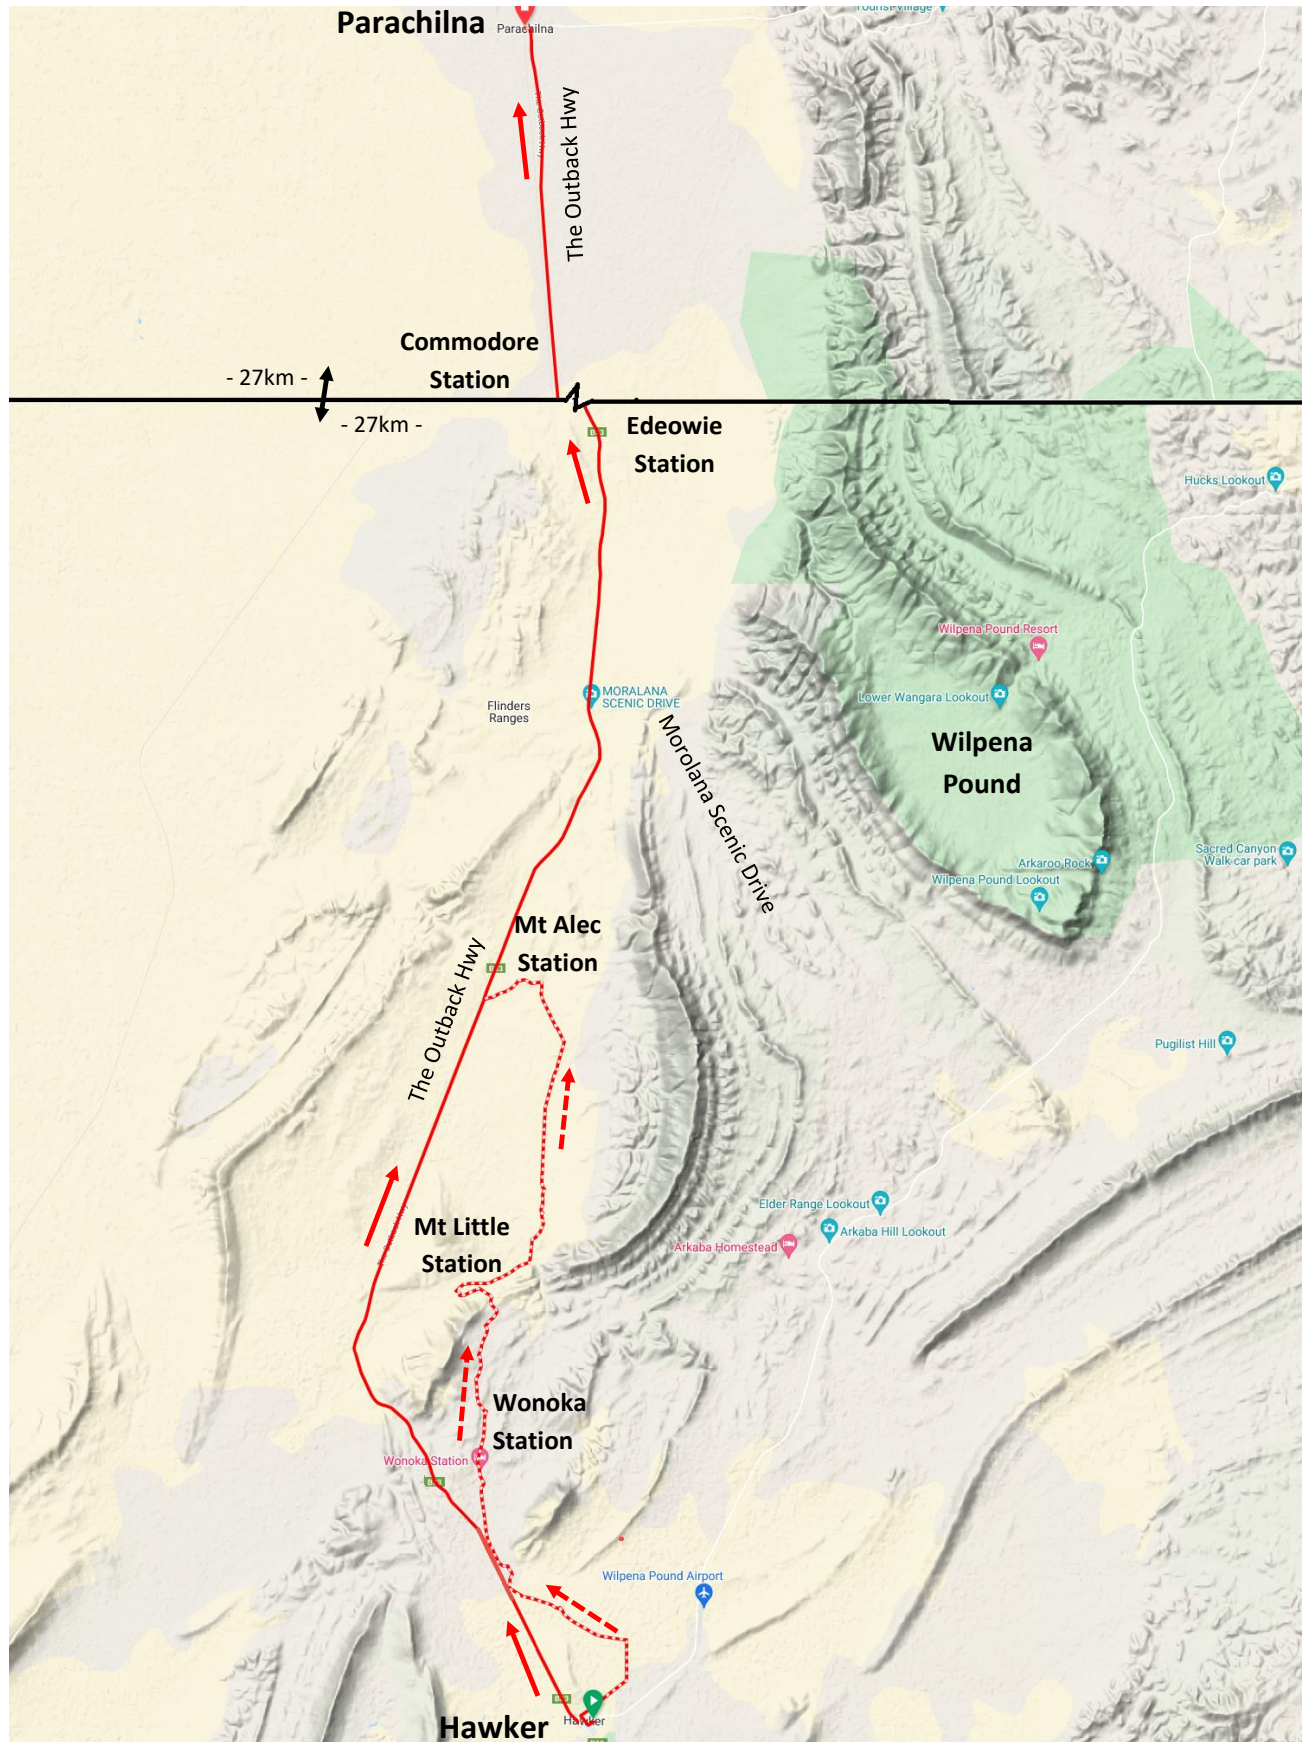 Tourist Village
Parachilna
Parachilna
The Outback Hwy
Commodore
Station
- 27km -
- 27km -
Edeowie
Station
Hucks Lookout
Wilpena Pound Resort
Lower Wangara Lookout
MORALANA
SCENIC DRIVE
Flinders
Ranges
Morolana Scenic Drive
Wilpena
Pound
Arkaroo Rock
Sacred Canyon
Walk car park
Wilpena Pound Lookout
Mt Alec
Station
The Outback Hwy
Pugilist Hill
Elder Range Lookout
Arkaba Hill Lookout
Arkaba Homestead
Mt Little
Station
Wonoka
Station
Wonoka Station
Wilpena Pound Airport
Hawker
Hawker